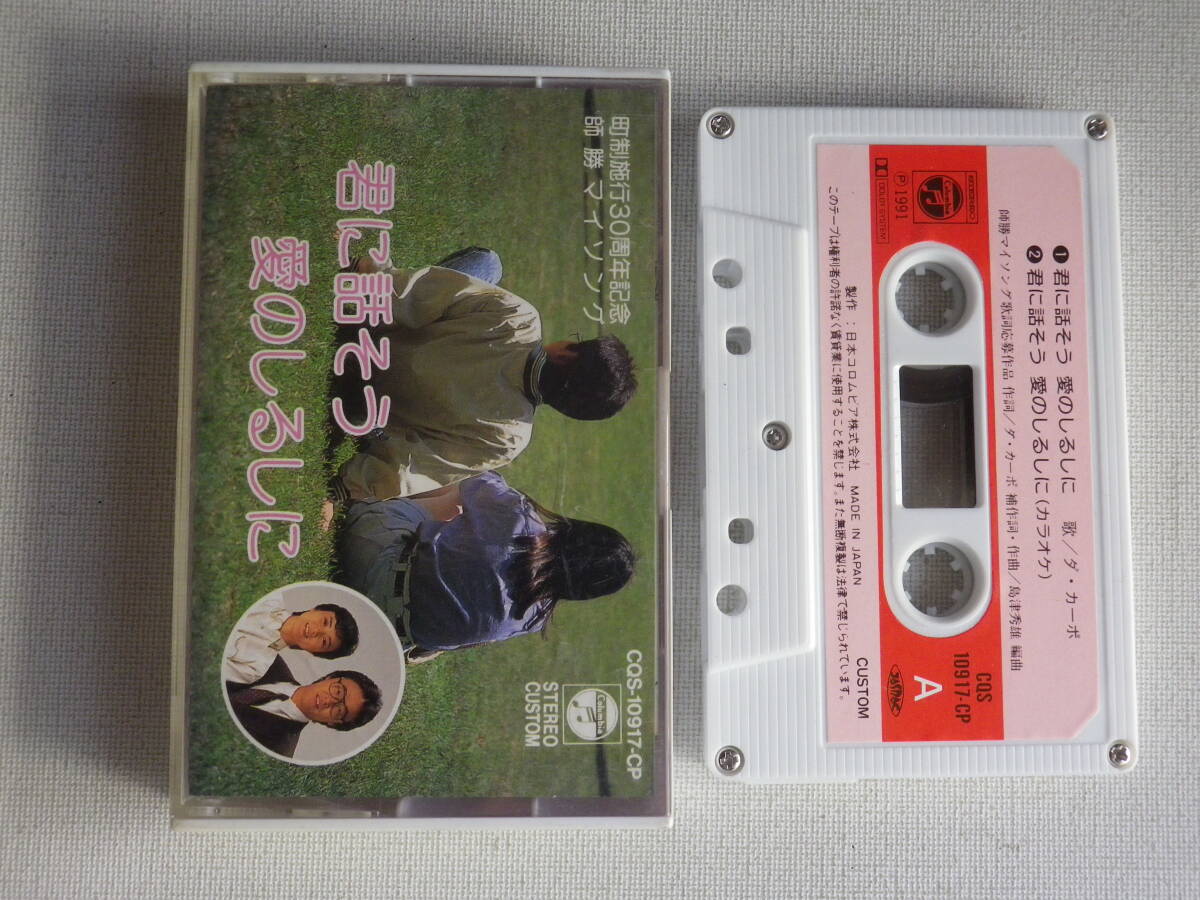 町制施行30周年記念
師勝マイソング
君に話そう
愛のしるしに
Columbia
CQS-10917-CP
STEREO
CUSTOM
❶ 君に話そう 愛のしるしに 歌/ダ・カーポ
❷ 君に話そう 愛のしるしに(カラオケ)
師勝マイソング歌詞応募作品 作詞/ダ・カーポ 補作詞・作曲/島津秀雄 編曲
Columbia
Ⓟ1991
DOLBY SYSTEM
CQS
10917-CP
A
製作:日本コロムビア株式会社 MADE IN JAPAN
CUSTOM
このテープは権利者の許諾なく賃貸業に使用することを禁じます。また無断複製は法律で禁じられています。